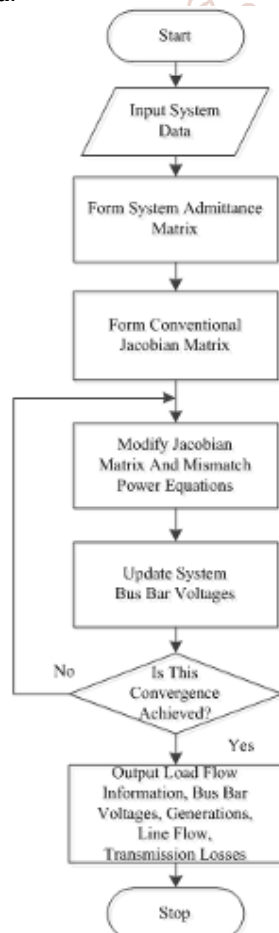 Start
Input System
Data
Form System Admittance
Matrix
Form Conventional
Jacobian Matrix
Modify Jacobian
Matrix And Mismatch
Power Equations
Update System
Bus Bar Voltages
No
Is This
Convergence
Achieved?
Yes
Output Load Flow
Information, Bus Bar
Voltages, Generations,
Line Flow,
Transmission Losses
Stop